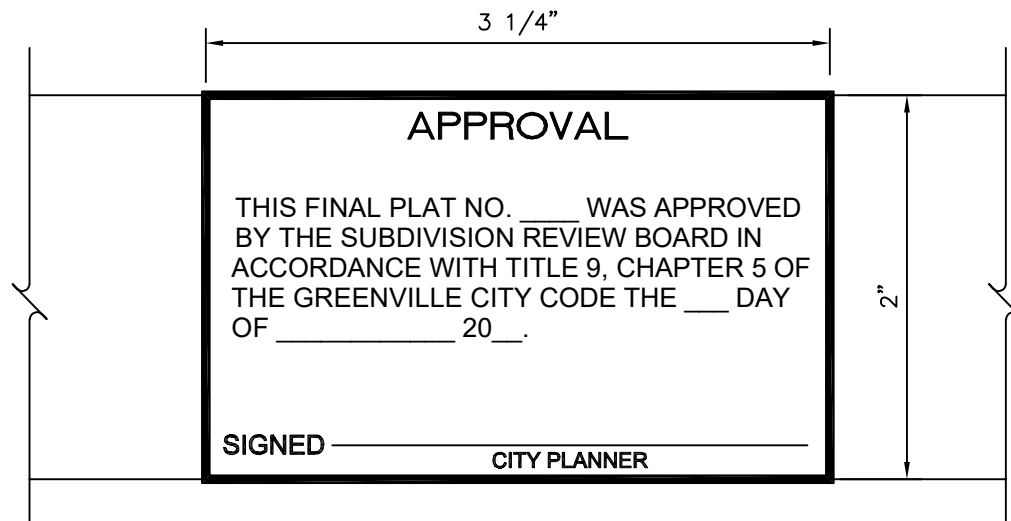 3 1/4”
APPROVAL
THIS FINAL PLAT NO. ____ WAS APPROVED
BY THE SUBDIVISION REVIEW BOARD IN
ACCORDANCE WITH TITLE 9, CHAPTER 5 OF
THE GREENVILLE CITY CODE THE ___ DAY
OF ____________ 20__.
2”
SIGNED
CITY PLANNER